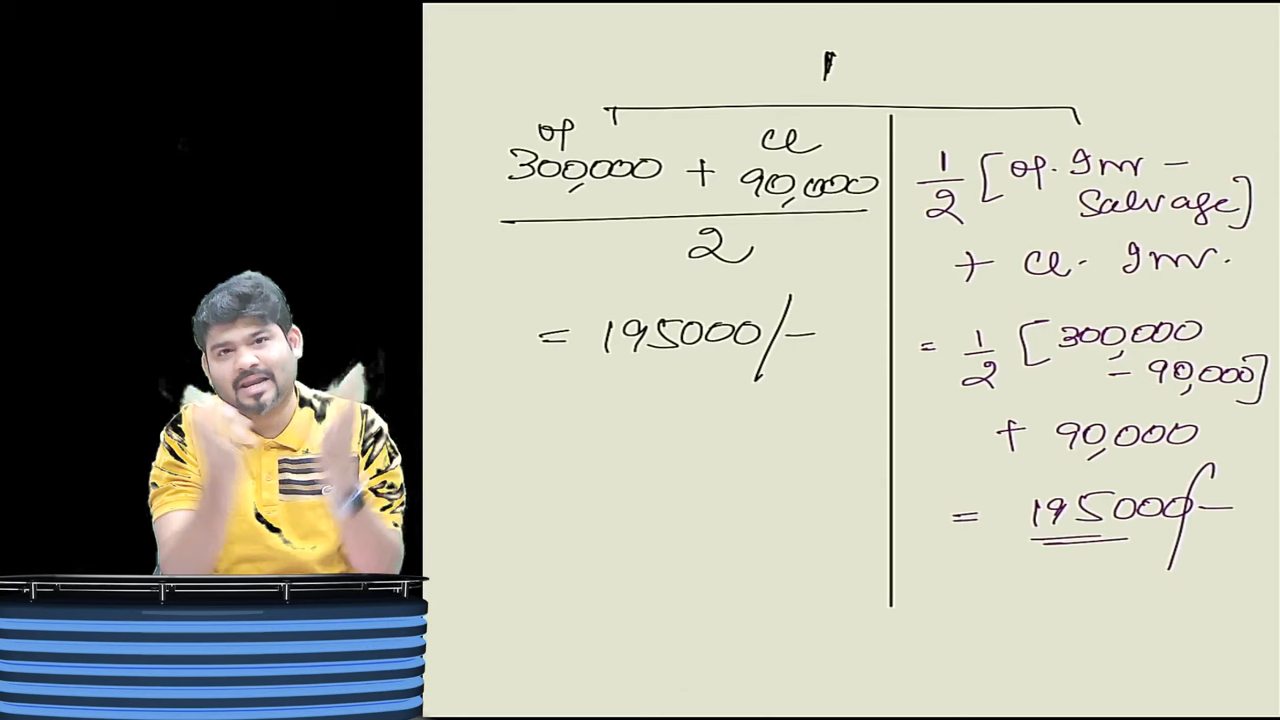 op cl
300,000 + 90,000
2
= 195000/-
1/2 [op. Inv -
Salvage]
+ cl. Inv.
= 1/2 [300,000
- 90,000]
+ 90,000
= 195000/-